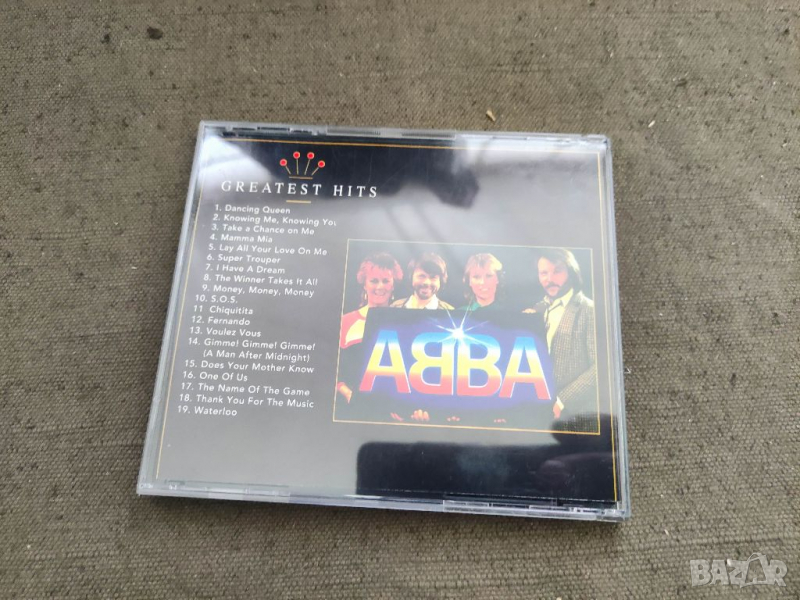 GREATEST HITS
1. Dancing Queen
2. Knowing Me, Knowing You
3. Take a Chance on Me
4. Mamma Mia
5. Lay All Your Love On Me
6. Super Trouper
7. I Have A Dream
8. The Winner Takes It All
9. Money, Money, Money
10. S.O.S.
11 Chiquitita
12. Fernando
13. Voulez Vous
14. Gimme! Gimme! Gimme!
(A Man After Midnight)
15. Does Your Mother Know
16. One Of Us
17. The Name Of The Game
18. Thank You For The Music
19. Waterloo
ABBA
BAZAR